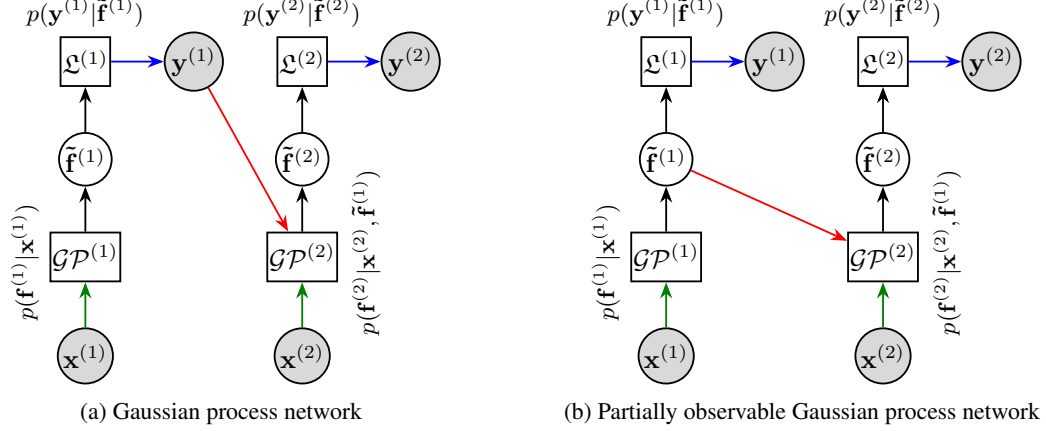 p(y⁽¹⁾|f̃⁽¹⁾)
p(y⁽²⁾|f̃⁽²⁾)
𝔏⁽¹⁾
y⁽¹⁾
𝔏⁽²⁾
y⁽²⁾
f̃⁽¹⁾
f̃⁽²⁾
p(f⁽¹⁾|x⁽¹⁾)
𝒢𝒫⁽¹⁾
𝒢𝒫⁽²⁾
p(f⁽²⁾|x⁽²⁾, f̃⁽¹⁾)
x⁽¹⁾
x⁽²⁾
(a) Gaussian process network
p(y⁽¹⁾|f̃⁽¹⁾)
p(y⁽²⁾|f̃⁽²⁾)
𝔏⁽¹⁾
y⁽¹⁾
𝔏⁽²⁾
y⁽²⁾
f̃⁽¹⁾
f̃⁽²⁾
p(f⁽¹⁾|x⁽¹⁾)
𝒢𝒫⁽¹⁾
𝒢𝒫⁽²⁾
p(f⁽²⁾|x⁽²⁾, f̃⁽¹⁾)
x⁽¹⁾
x⁽²⁾
(b) Partially observable Gaussian process network